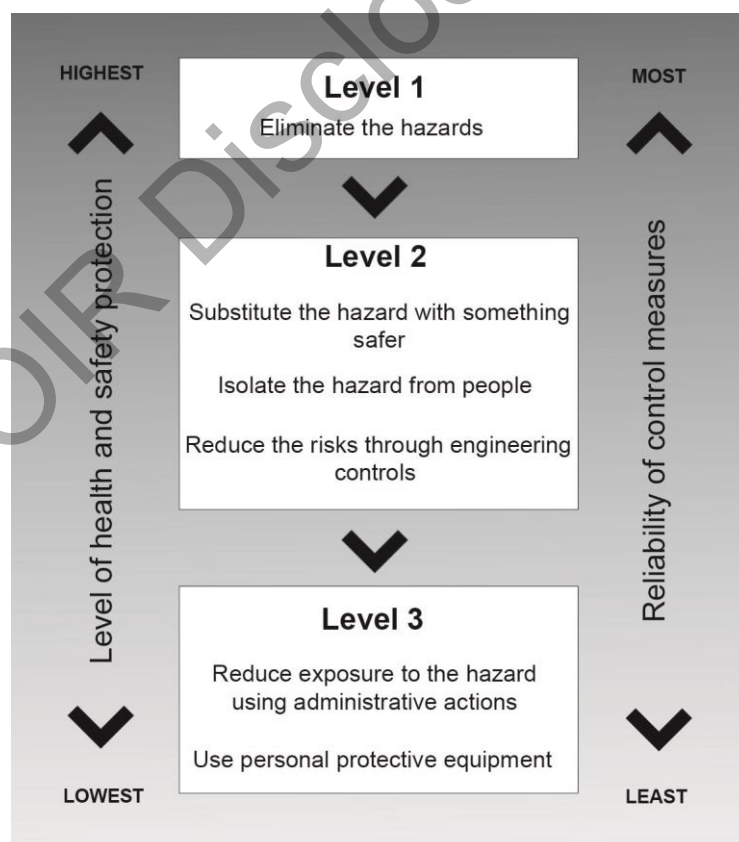 HIGHEST
Level 1
MOST
Eliminate the hazards
Level 2
Substitute the hazard with something
safer
Isolate the hazard from people
Reduce the risks through engineering
controls
Level of health and safety protection
Reliability of control measures
Level 3
Reduce exposure to the hazard
using administrative actions
Use personal protective equipment
LOWEST
LEAST